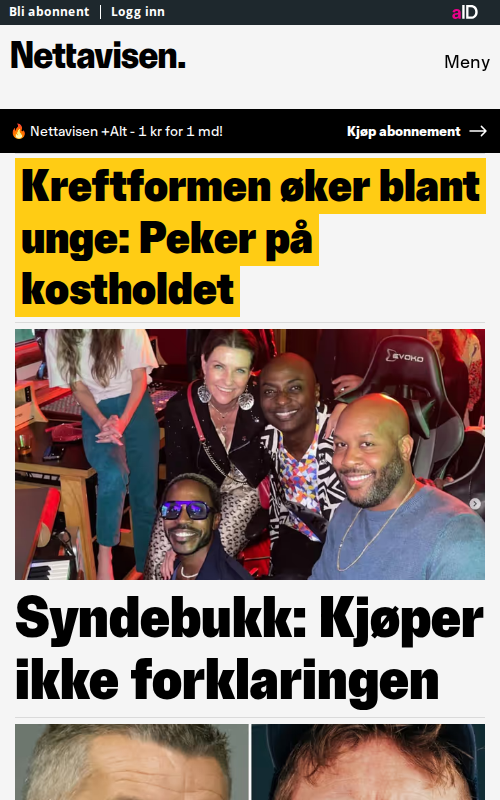 Bli abonnent | Logg inn
aID
Nettavisen.
Meny
🔥 Nettavisen +Alt - 1 kr for 1 md!
Kjøp abonnement →
Kreftformen øker blant
unge: Peker på
kostholdet
EVOKO
Syndebukk: Kjøper
ikke forklaringen